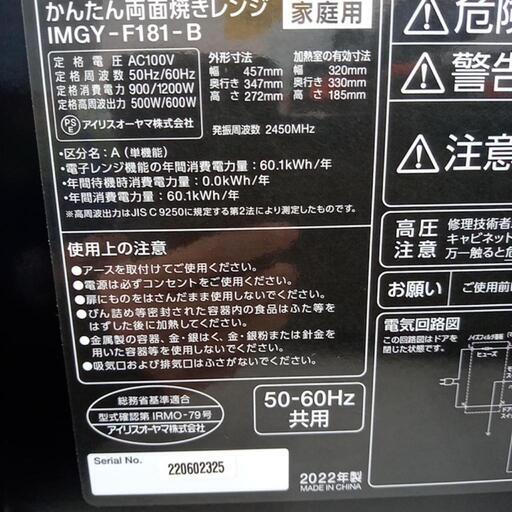 かんたん両面焼きレンジ 家庭用
IMGY-F181-B
定格電圧 AC100V
定格周波数 50Hz/60Hz
定格消費電力 900/1200W
定格高周波出力 500W/600W
外形寸法
幅 457mm
奥行き 347mm
高さ 272mm
加熱室の有効寸法
幅 320mm
奥行き 330mm
高さ 185mm
PSE
アイリスオーヤマ株式会社
発振周波数 2450MHz
・区分名：A（単機能）
・電子レンジ機能の年間消費電力量：60.1kWh/年
・年間待機時消費電力量：0.0kWh/年
・年間消費電力量：60.1kWh/年
※高周波出力はJIS C 9250に規定する第2法により測定したものです。
使用上の注意
●アースを取付けてご使用ください。
●電源は必ずコンセントをご使用ください。
●扉にものをはさんだまま使用しないでください。
●びん詰め等密封された容器内の食品はふた等を
はずした後に加熱してください。
●金属製の容器、金・銀はく、金・銀粉または針金を
用いた容器等を使用しないでください。
●吸気口および排気口はふさがないでください。
総務省基準適合
型式確認第IRMO-79号
アイリスオーヤマ株式会社
50-60Hz
共用
Serial No.
220602325
2022年製
MADE IN CHINA
危険
警告
注意
高圧
注意
修理技術者
キャビネット
万一触ると危
お願い
ご使用前に
電気回路図
この回路図はドアを
閉じた状態
ノイズフィルタ基板
ヒューズ